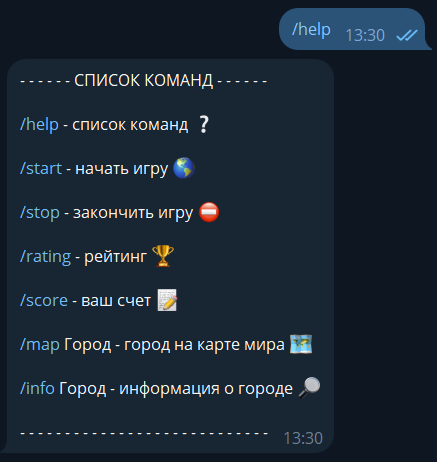 /help 13:30
- - - - - - СПИСОК КОМАНД - - - - - -
/help - список команд ❔
/start - начать игру 🌎
/stop - закончить игру ⛔
/rating - рейтинг 🏆
/score - ваш счет 📝
/map Город - город на карте мира 🗺
/info Город - информация о городе 🔎
- - - - - - - - - - - - - - - - - - - - - - - - - - - - 13:30